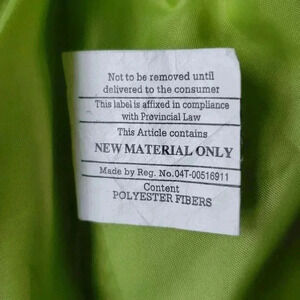 Not to be removed until
delivered to the consumer
This label is affixed in compliance
with Provincial Law
This Article contains
NEW MATERIAL ONLY
Made by Reg. No.04T-00516911
Content
POLYESTER FIBERS